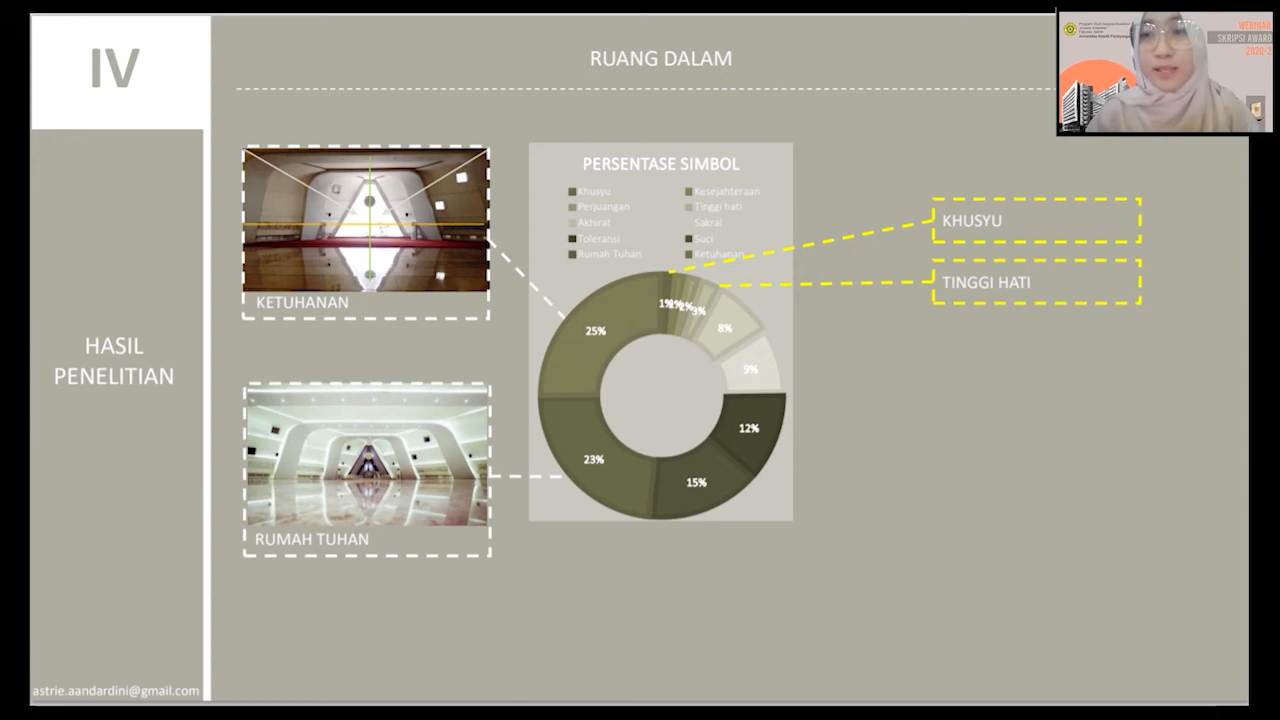 IV
RUANG DALAM
HASIL
PENELITIAN
KETUHANAN
RUMAH TUHAN
PERSENTASE SIMBOL
Khusyu
Kesejahteraan
Perjuangan
Tinggi hati
Akhirat
Sakral
Toleransi
Suci
Rumah Tuhan
Ketuhanan
1%
2%
3%
8%
9%
12%
15%
23%
25%
KHUSYU
TINGGI HATI
astrie.aandardini@gmail.com
WEBINAR
SKRIPSI AWARD
2020-2